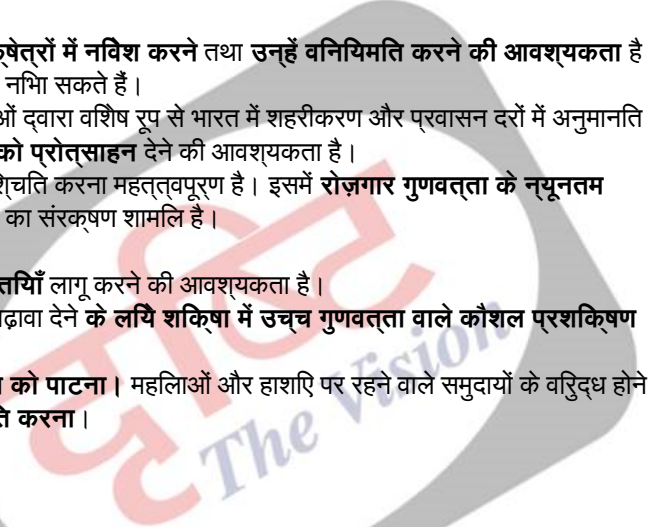 क्षेत्रों में निवेश करने तथा उन्हें विनियमित करने की आवश्यकता है
निभा सकते हैं।
द्वारा विशेष रूप से भारत में शहरीकरण और प्रवासन दरों में अनुमानति
को प्रोत्साहन देने की आवश्यकता है।
करना महत्त्वपूर्ण है। इसमें रोज़गार गुणवत्ता के न्यूनतम
का संरक्षण शामिल है।
लागू करने की आवश्यकता है।
देने के लिये शिक्षा में उच्च गुणवत्ता वाले कौशल प्रशिक्षण
को पाटना। महिलाओं और हाशिए पर रहने वाले समुदायों के विरुद्ध होने
करना।
दृष्टि
The Vision